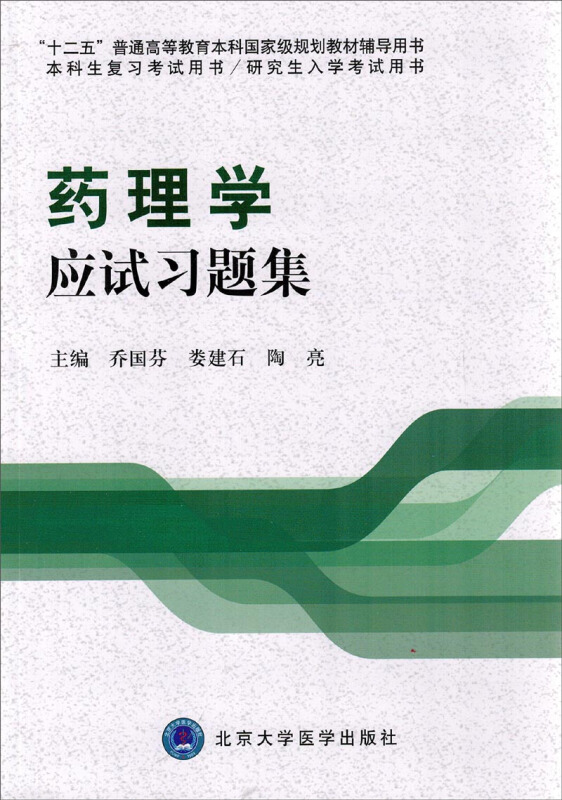 “十二五”普通高等教育本科国家级规划教材辅导用书
本科生复习考试用书/研究生入学考试用书
药理学
应试习题集
主编 乔国芬 娄建石 陶 亮
北京大学医学出版社